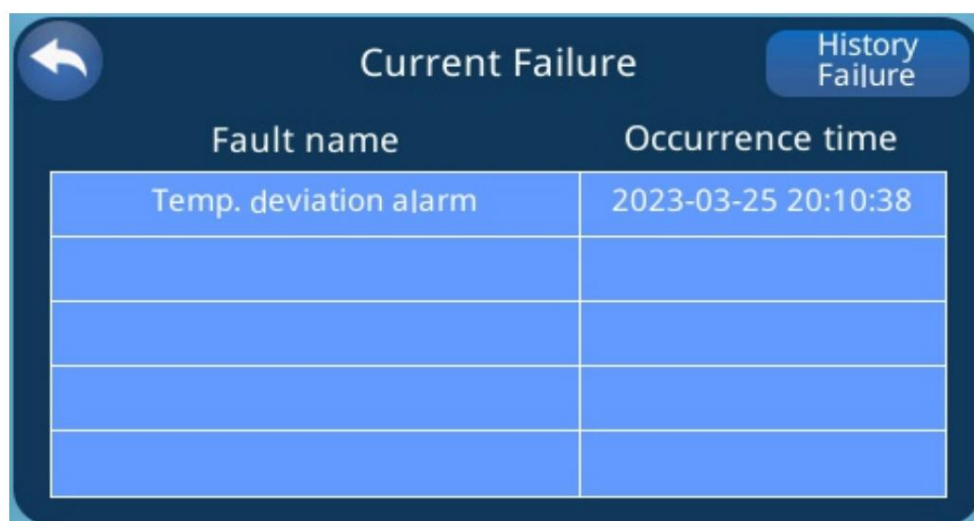 Current Failure
History
Failure
Fault name
Occurrence time
Temp. deviation alarm
2023-03-25 20:10:38